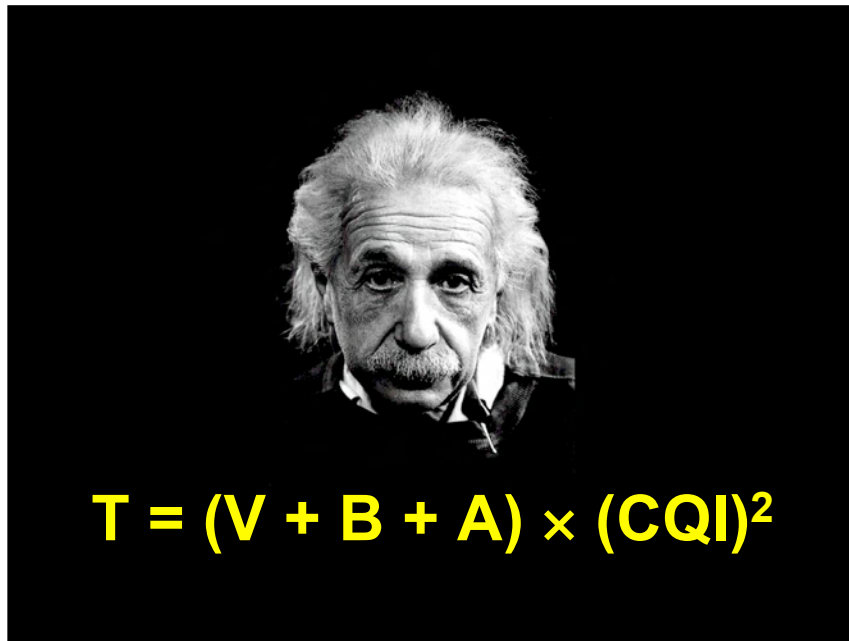 T = (V + B + A) × (CQI)²